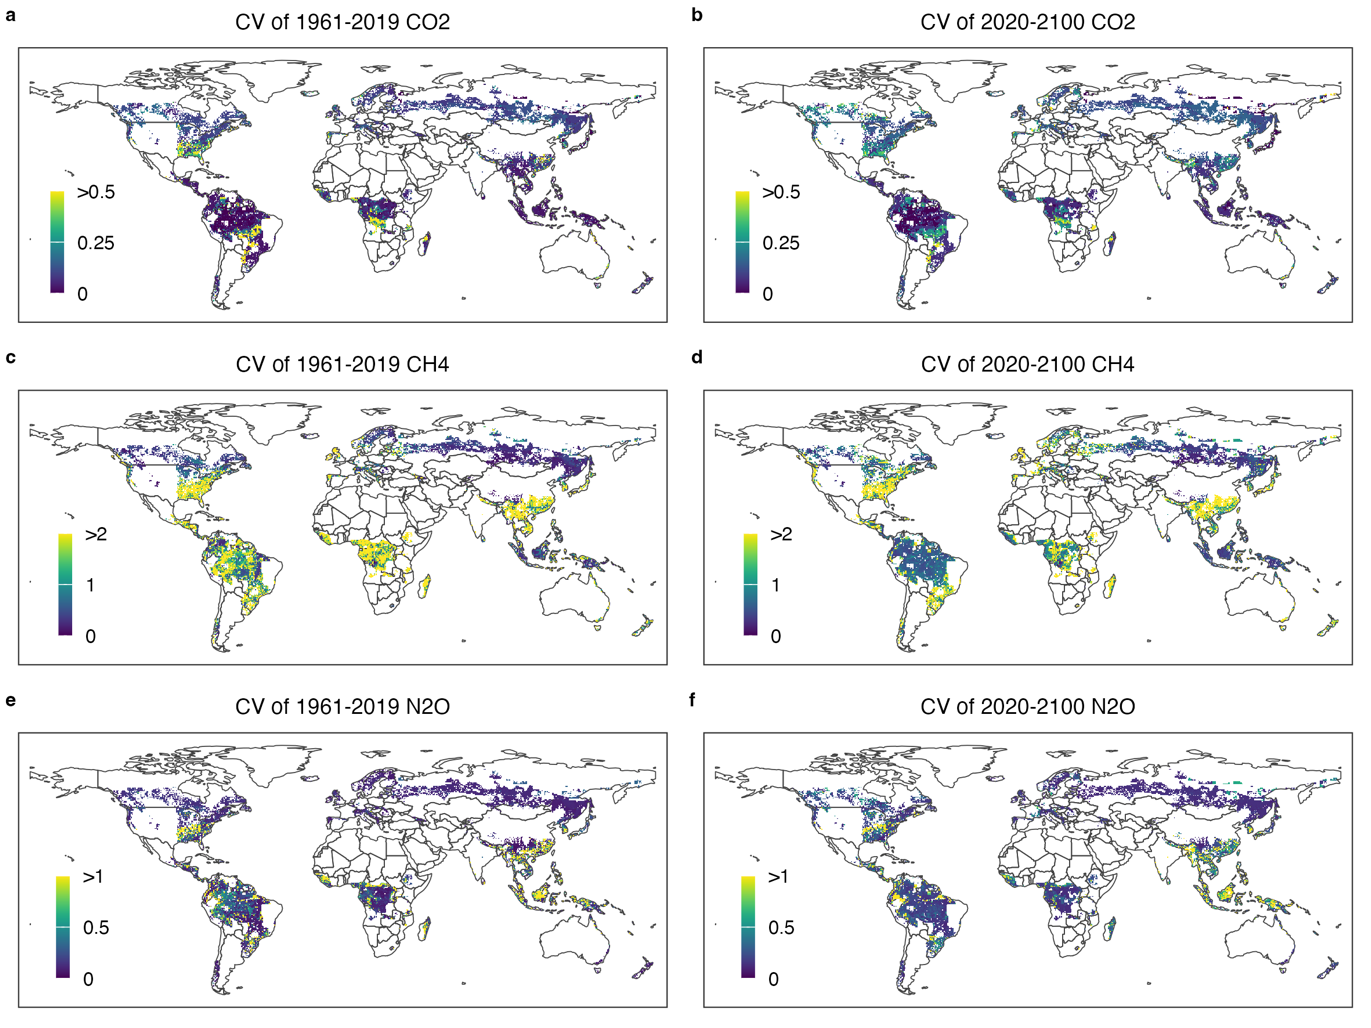 a
CV of 1961-2019 CO2
>0.5
0.25
0
b
CV of 2020-2100 CO2
>0.5
0.25
0
c
CV of 1961-2019 CH4
>2
1
0
d
CV of 2020-2100 CH4
>2
1
0
e
CV of 1961-2019 N2O
>1
0.5
0
f
CV of 2020-2100 N2O
>1
0.5
0